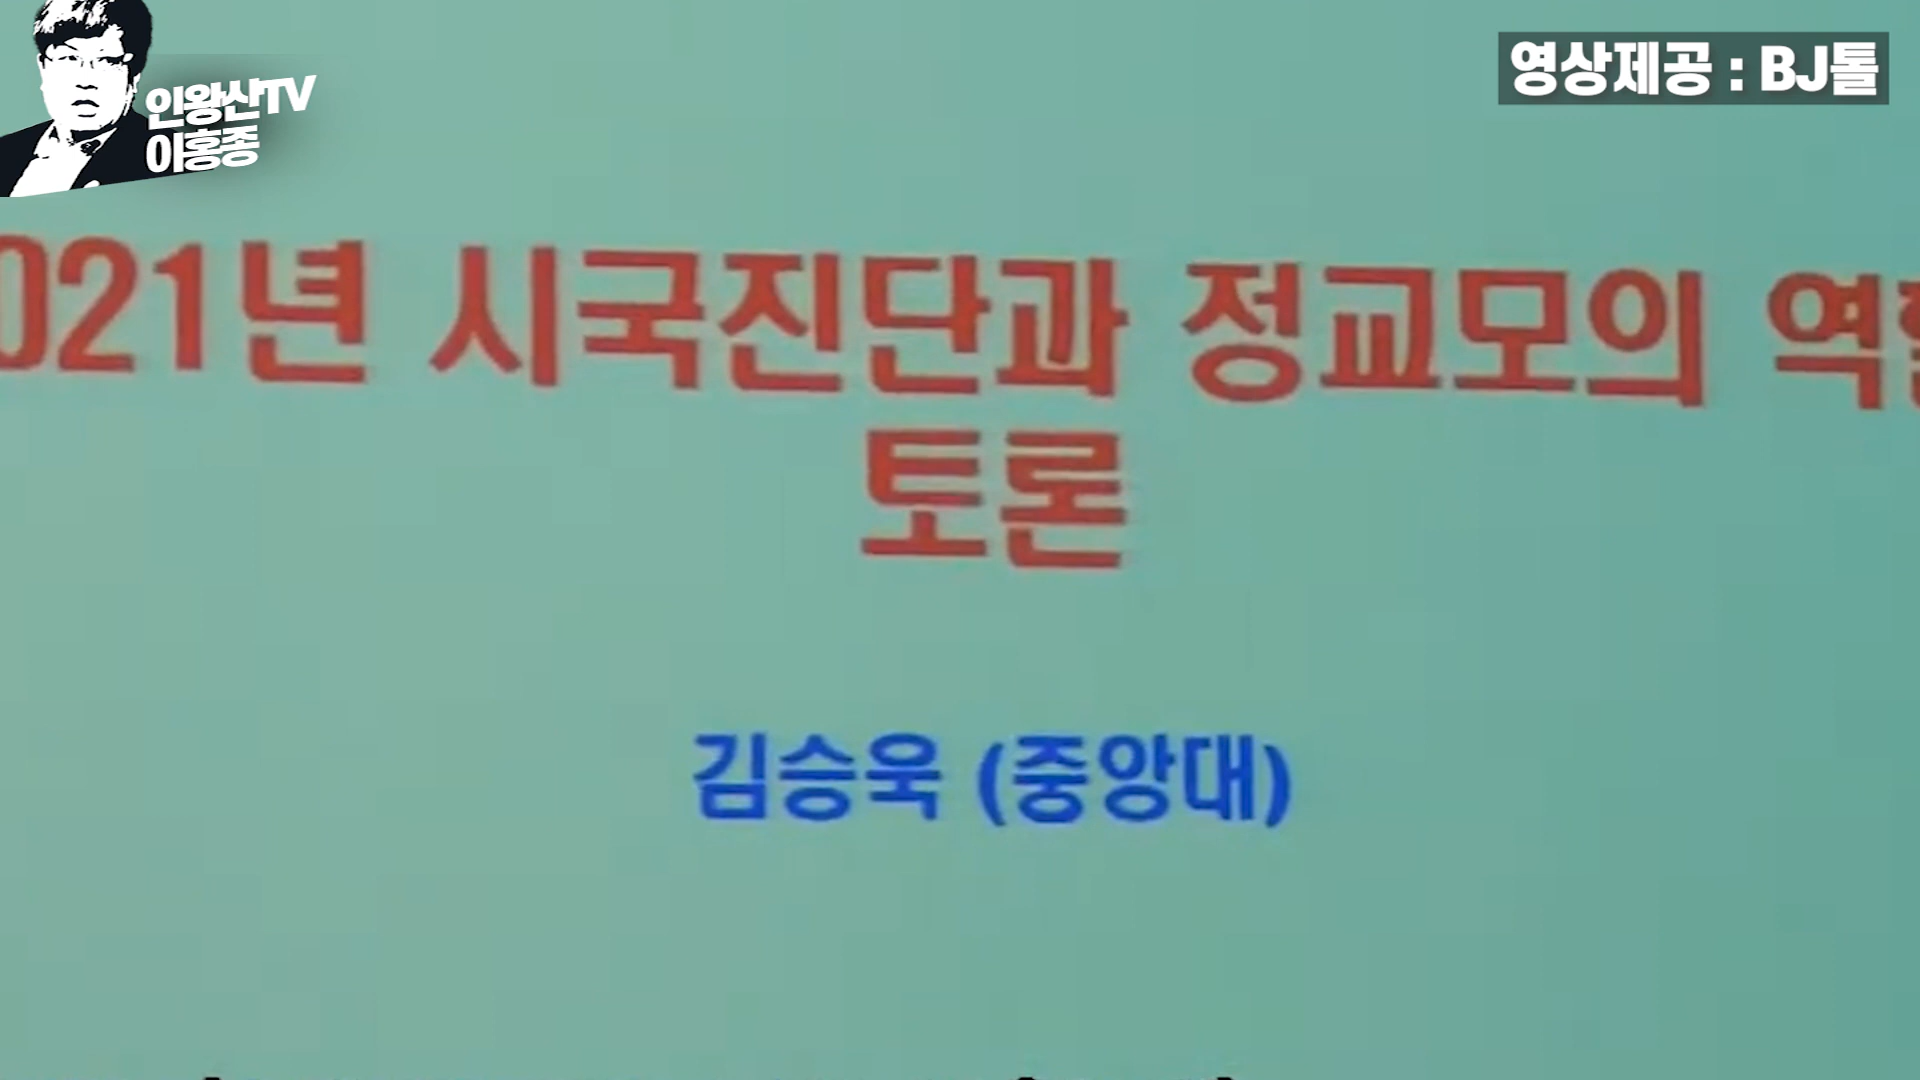 인왕산TV
이홍종
영상제공 : BJ톨
021년 시국진단과 정교모의
토론
김승욱 (중앙대)